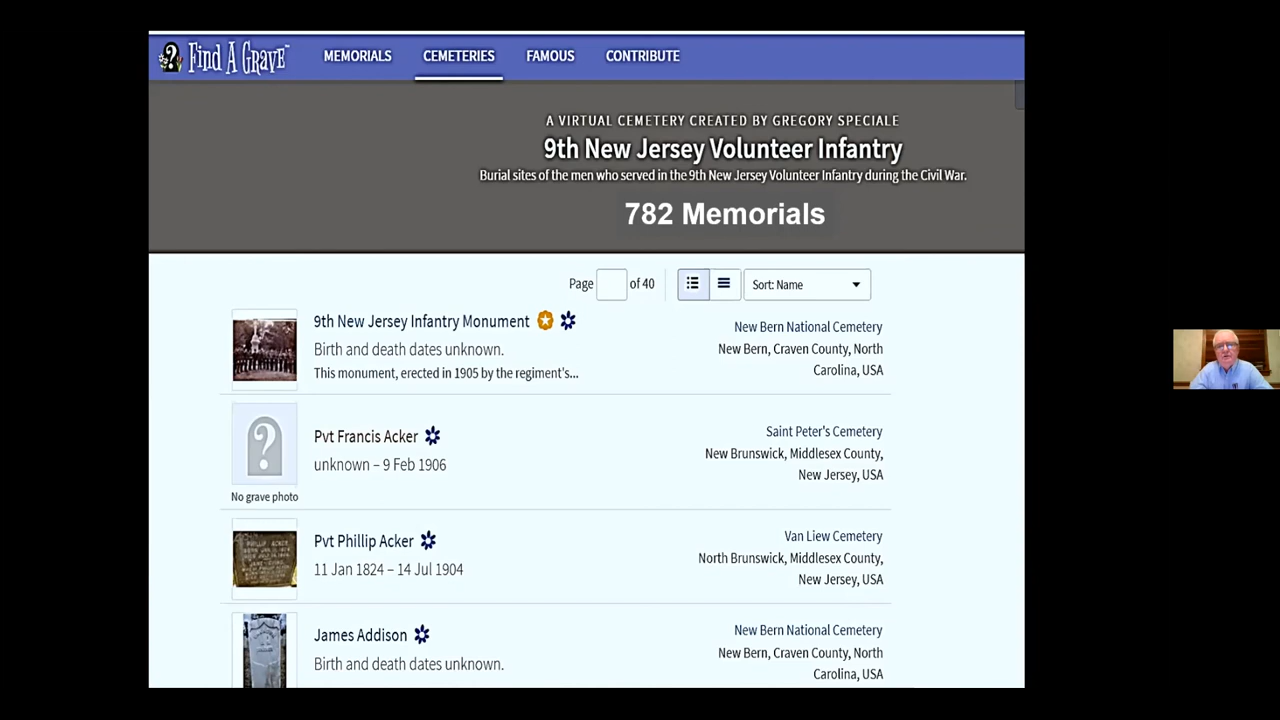 Find A Grave
MEMORIALS
CEMETERIES
FAMOUS
CONTRIBUTE
A VIRTUAL CEMETERY CREATED BY GREGORY SPECIALE
9th New Jersey Volunteer Infantry
Burial sites of the men who served in the 9th New Jersey Volunteer Infantry during the Civil War.
782 Memorials
Page of 40
Sort: Name
9th New Jersey Infantry Monument
Birth and death dates unknown.
This monument, erected in 1905 by the regiment's...
New Bern National Cemetery
New Bern, Craven County, North
Carolina, USA
Pvt Francis Acker
unknown – 9 Feb 1906
No grave photo
Saint Peter's Cemetery
New Brunswick, Middlesex County,
New Jersey, USA
Pvt Phillip Acker
11 Jan 1824 – 14 Jul 1904
Van Liew Cemetery
North Brunswick, Middlesex County,
New Jersey, USA
James Addison
Birth and death dates unknown.
New Bern National Cemetery
New Bern, Craven County, North
Carolina, USA